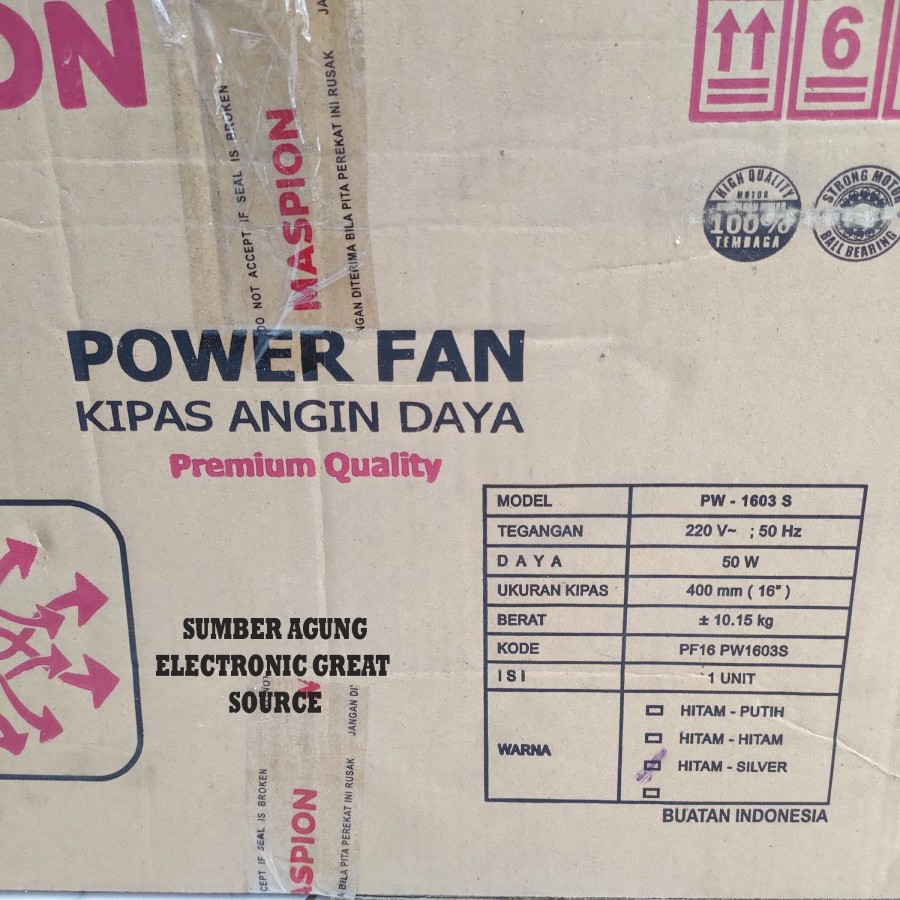 ON
DO NOT ACCEPT IF SEAL IS BROKEN
MASPION
NGAN DITERIMA BILA PITA PEREKAT INI RUSAK
JA
6
HIGH QUALITY
MOTOR
100%
TEMBAGA
STRONG MOTOR
BALL BEARING
POWER FAN
KIPAS ANGIN DAYA
Premium Quality
MODEL PW - 1603 S
TEGANGAN 220 V~ ; 50 Hz
D A Y A 50 W
UKURAN KIPAS 400 mm ( 16" )
BERAT ± 10.15 kg
KODE PF16 PW1603S
I S I 1 UNIT
WARNA
HITAM - PUTIH
HITAM - HITAM
HITAM - SILVER
BUATAN INDONESIA
SUMBER AGUNG
ELECTRONIC GREAT
SOURCE
CEPT IF SEAL IS BROKEN
ASPION
A BILA PITA PEREKAT INI RUSAK
JANGAN DI